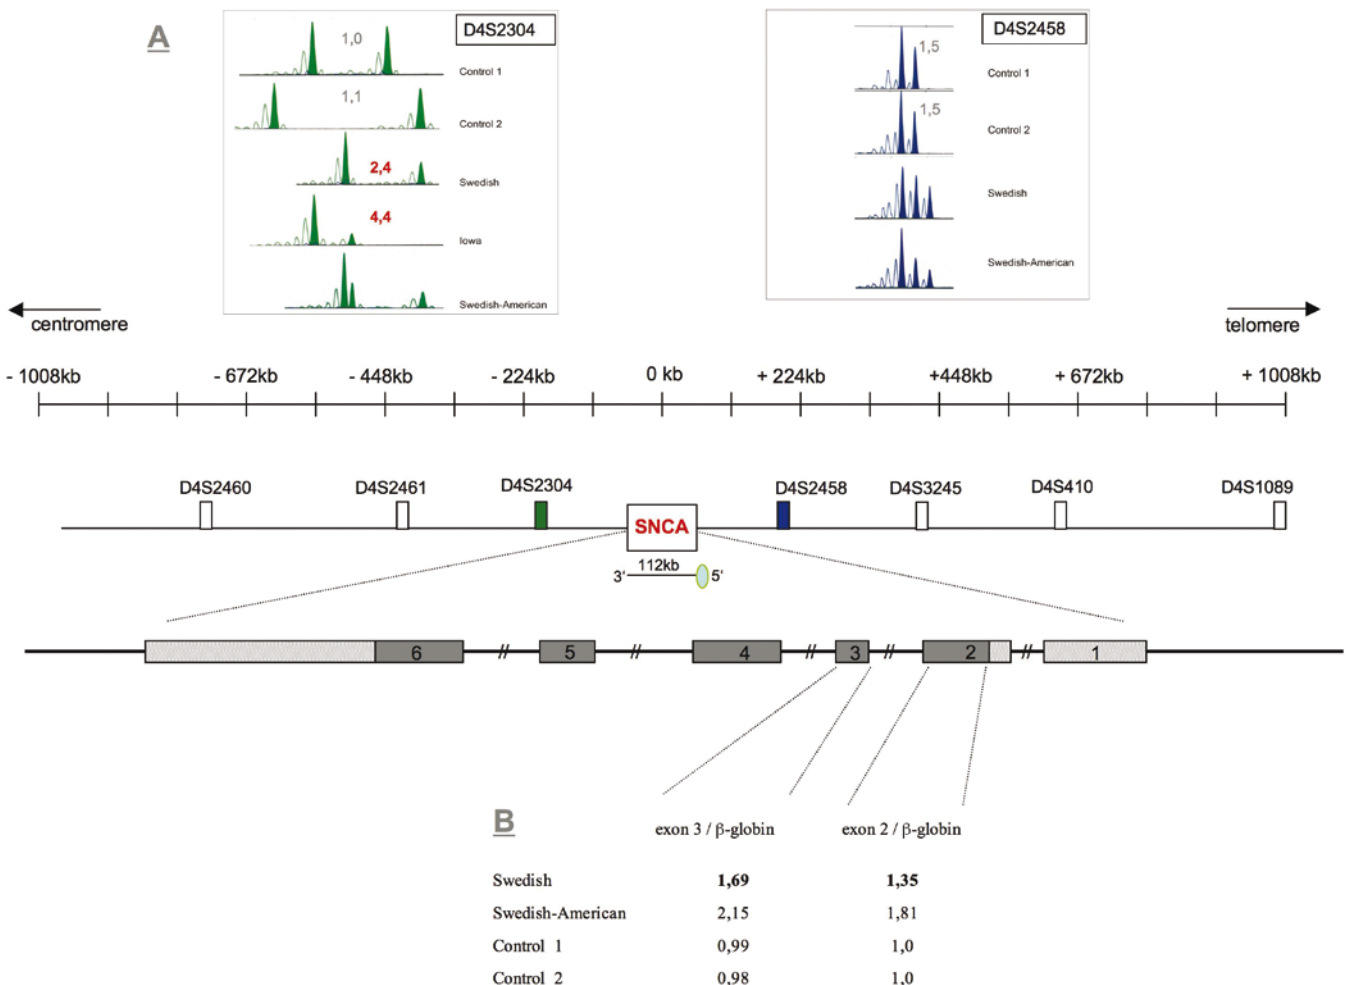 A
D4S2304
1,0
Control 1
1,1
Control 2
2,4
Swedish
4,4
Iowa
Swedish-American
D4S2458
1,5
Control 1
1,5
Control 2
Swedish
Swedish-American
centromere
telomere
- 1008kb - 672kb - 448kb - 224kb 0 kb + 224kb +448kb + 672kb + 1008kb
D4S2460 D4S2461 D4S2304 D4S2458 D4S3245 D4S410 D4S1089
SNCA
112kb
3' 5'
6 // 5 // 4 // 3 // 2 // 1
B
exon 3 / β-globin exon 2 / β-globin
Swedish 1,69 1,35
Swedish-American 2,15 1,81
Control 1 0,99 1,0
Control 2 0,98 1,0